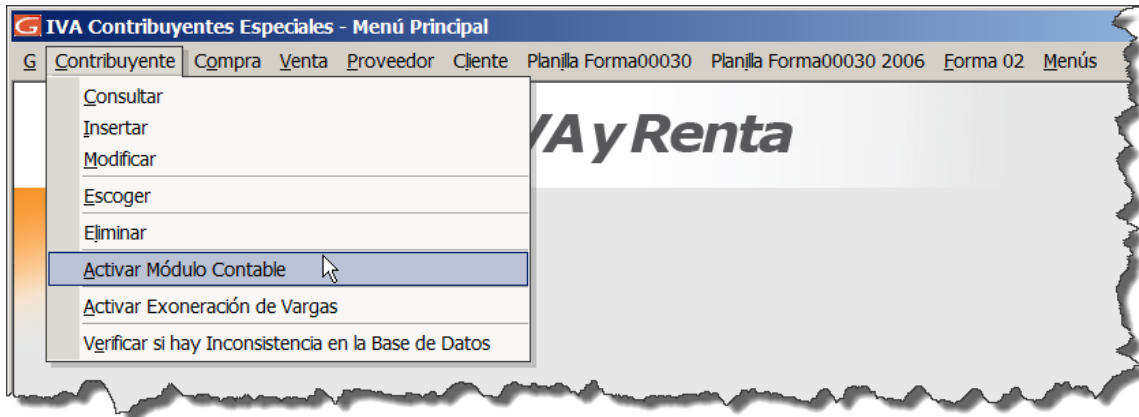 G IVA Contribuyentes Especiales - Menú Principal
G Contribuyente Compra Venta Proveedor Cliente Planilla Forma00030 Planilla Forma00030 2006 Forma 02 Menús
Consultar
Insertar
VA y Renta
Modificar
Escoger
Eliminar
Activar Módulo Contable
Activar Exoneración de Vargas
Verificar si hay Inconsistencia en la Base de Datos